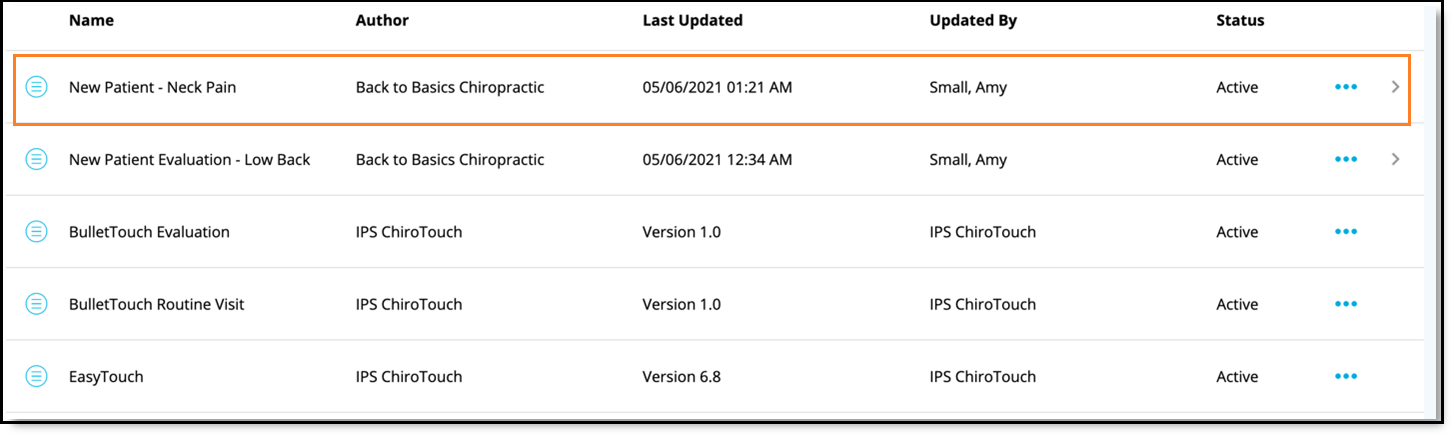 Name Author Last Updated Updated By Status
New Patient - Neck Pain Back to Basics Chiropractic 05/06/2021 01:21 AM Small, Amy Active
New Patient Evaluation - Low Back Back to Basics Chiropractic 05/06/2021 12:34 AM Small, Amy Active
BulletTouch Evaluation IPS ChiroTouch Version 1.0 IPS ChiroTouch Active
BulletTouch Routine Visit IPS ChiroTouch Version 1.0 IPS ChiroTouch Active
EasyTouch IPS ChiroTouch Version 6.8 IPS ChiroTouch Active